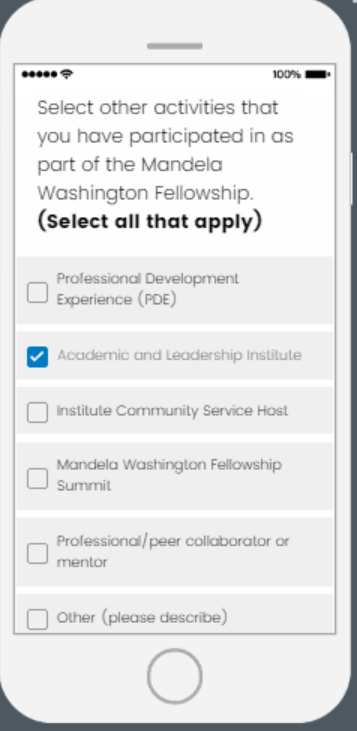 100%
Select other activities that
you have participated in as
part of the Mandela
Washington Fellowship.
(Select all that apply)
Professional Development
Experience (PDE)
Academic and Leadership Institute
Institute Community Service Host
Mandela Washington Fellowship
Summit
Professional/peer collaborator or
mentor
Other (please describe)